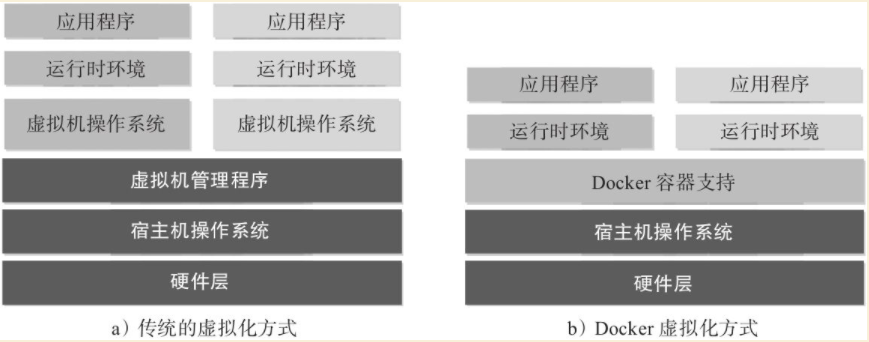 应用程序
应用程序
运行时环境
运行时环境
虚拟机操作系统
虚拟机操作系统
虚拟机管理程序
宿主机操作系统
硬件层
a）传统的虚拟化方式
应用程序
应用程序
运行时环境
运行时环境
Docker 容器支持
宿主机操作系统
硬件层
b）Docker 虚拟化方式